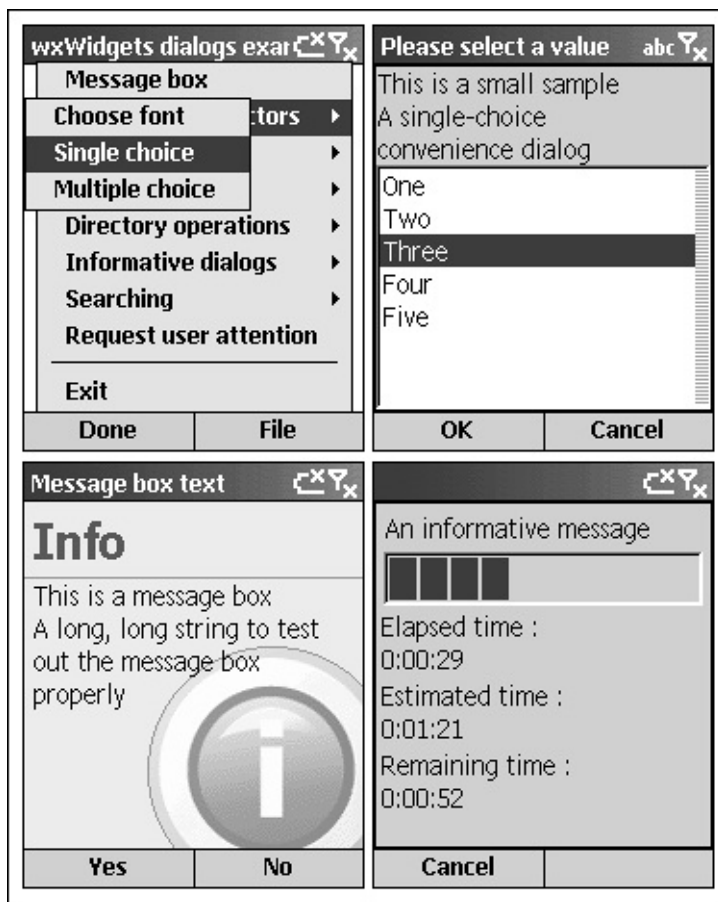 wxWidgets dialogs exar
Message box
Choose font
ctors
Single choice
Multiple choice
Directory operations
Informative dialogs
Searching
Request user attention
Exit
Done File
Please select a value abc
This is a small sample
A single-choice
convenience dialog
One
Two
Three
Four
Five
OK Cancel
Message box text
Info
This is a message box
A long, long string to test
out the message box
properly
Yes No
An informative message
Elapsed time :
0:00:29
Estimated time :
0:01:21
Remaining time :
0:00:52
Cancel